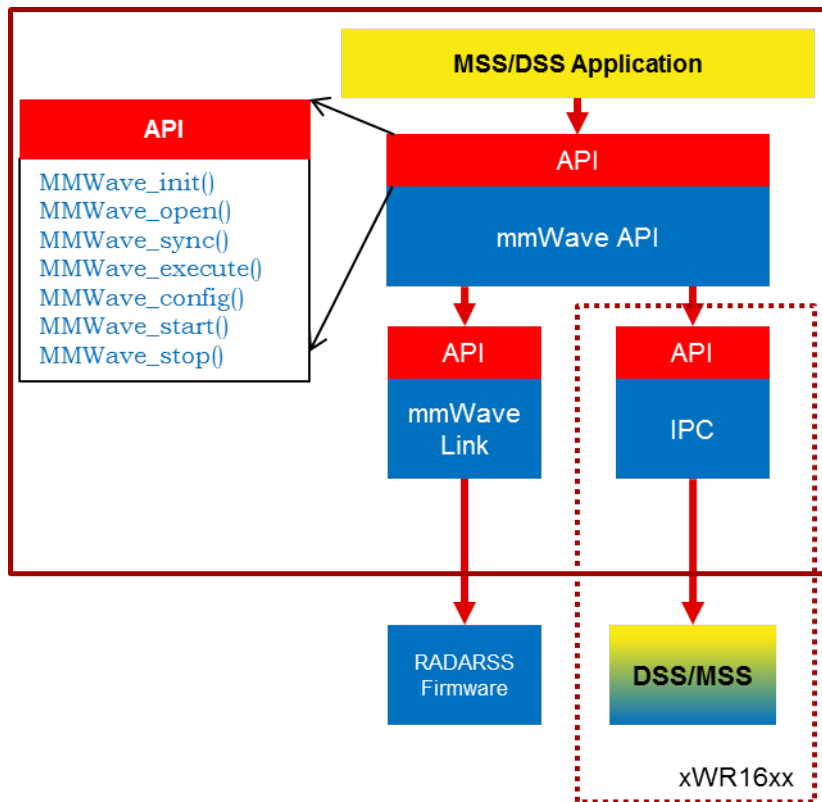 MSS/DSS Application
API
MMWave_init()
MMWave_open()
MMWave_sync()
MMWave_execute()
MMWave_config()
MMWave_start()
MMWave_stop()
API
mmWave API
API
mmWave
Link
API
IPC
RADARSS
Firmware
DSS/MSS
xWR16xx